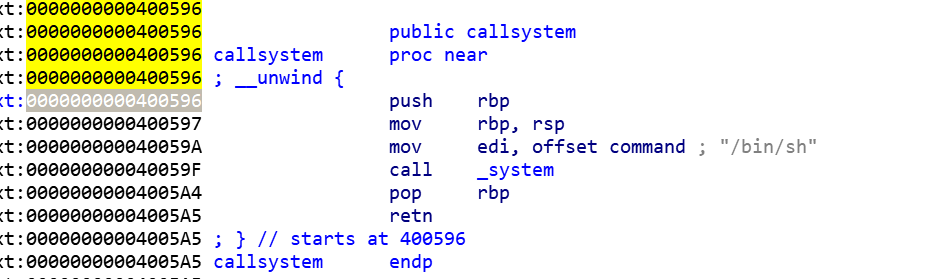 xt:0000000000400596
xt:0000000000400596 public callsystem
xt:0000000000400596 callsystem proc near
xt:0000000000400596 ; __unwind {
xt:0000000000400596 push rbp
xt:0000000000400597 mov rbp, rsp
xt:000000000040059A mov edi, offset command ; "/bin/sh"
xt:000000000040059F call _system
xt:00000000004005A4 pop rbp
xt:00000000004005A5 retn
xt:00000000004005A5 ; } // starts at 400596
xt:00000000004005A5 callsystem endp